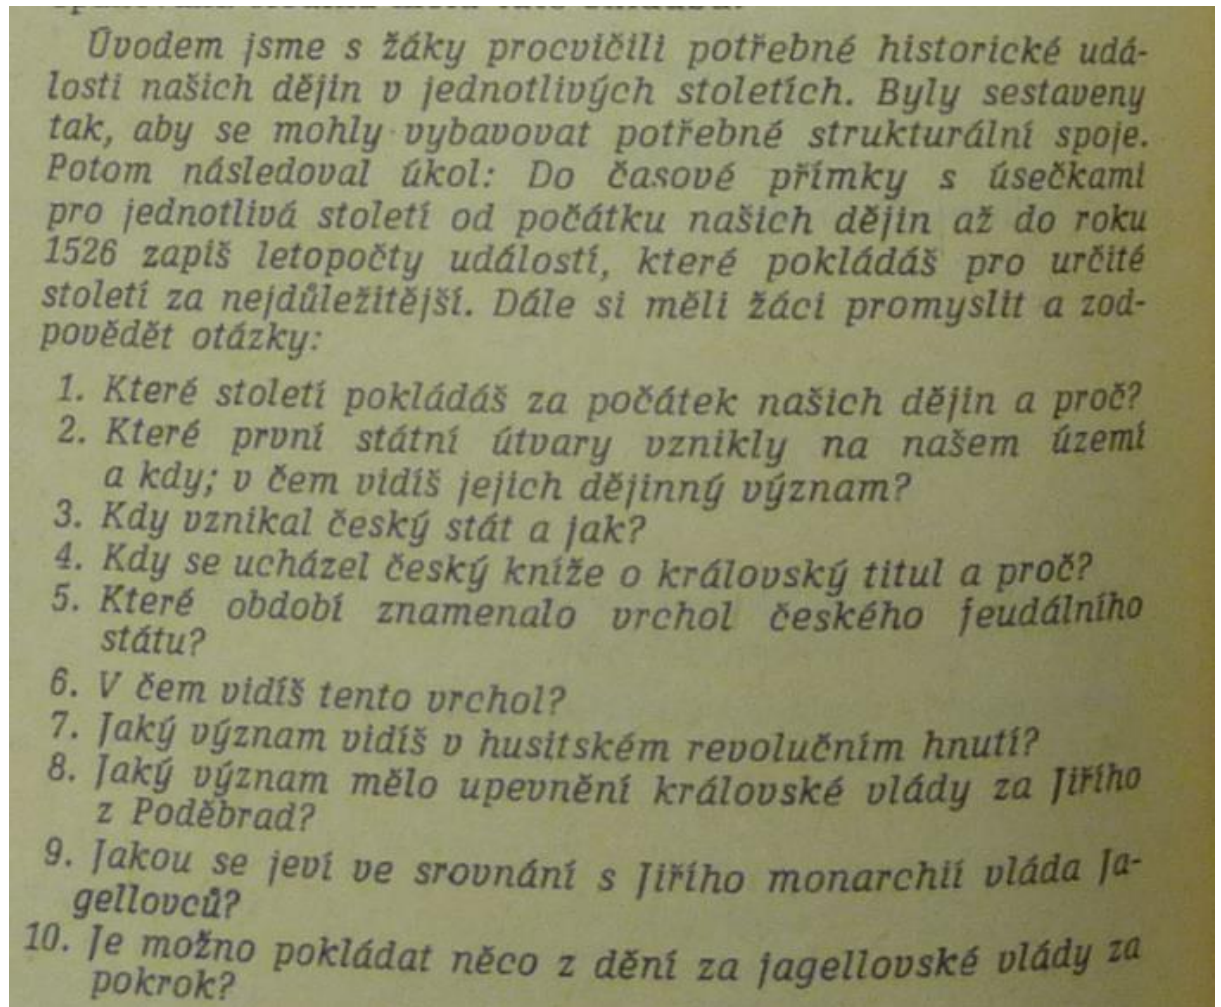 Úvodem jsme s žáky procvičili potřebné historické udá-
losti našich dějin v jednotlivých stoletích. Byly sestaveny
tak, aby se mohly vybavovat potřebné strukturální spoje.
Potom následoval úkol: Do časové přímky s úsečkami
pro jednotlivá století od počátku našich dějin až do roku
1526 zapiš letopočty událostí, které pokládáš pro určité
století za nejdůležitější. Dále si měli žáci promyslit a zod-
povědět otázky:
1. Které století pokládáš za počátek našich dějin a proč?
2. Které první státní útvary vznikly na našem území
a kdy; v čem vidíš jejich dějinný význam?
3. Kdy vznikal český stát a jak?
4. Kdy se ucházel český kníže o královský titul a proč?
5. Které období znamenalo vrchol českého feudálního
státu?
6. V čem vidíš tento vrchol?
7. Jaký význam vidíš v husitském revolučním hnutí?
8. Jaký význam mělo upevnění královské vlády za Jiřího
z Poděbrad?
9. Jakou se jeví ve srovnání s Jiřího monarchií vláda Ja-
gellovců?
10. Je možno pokládat něco z dění za jagellovské vlády za
pokrok?